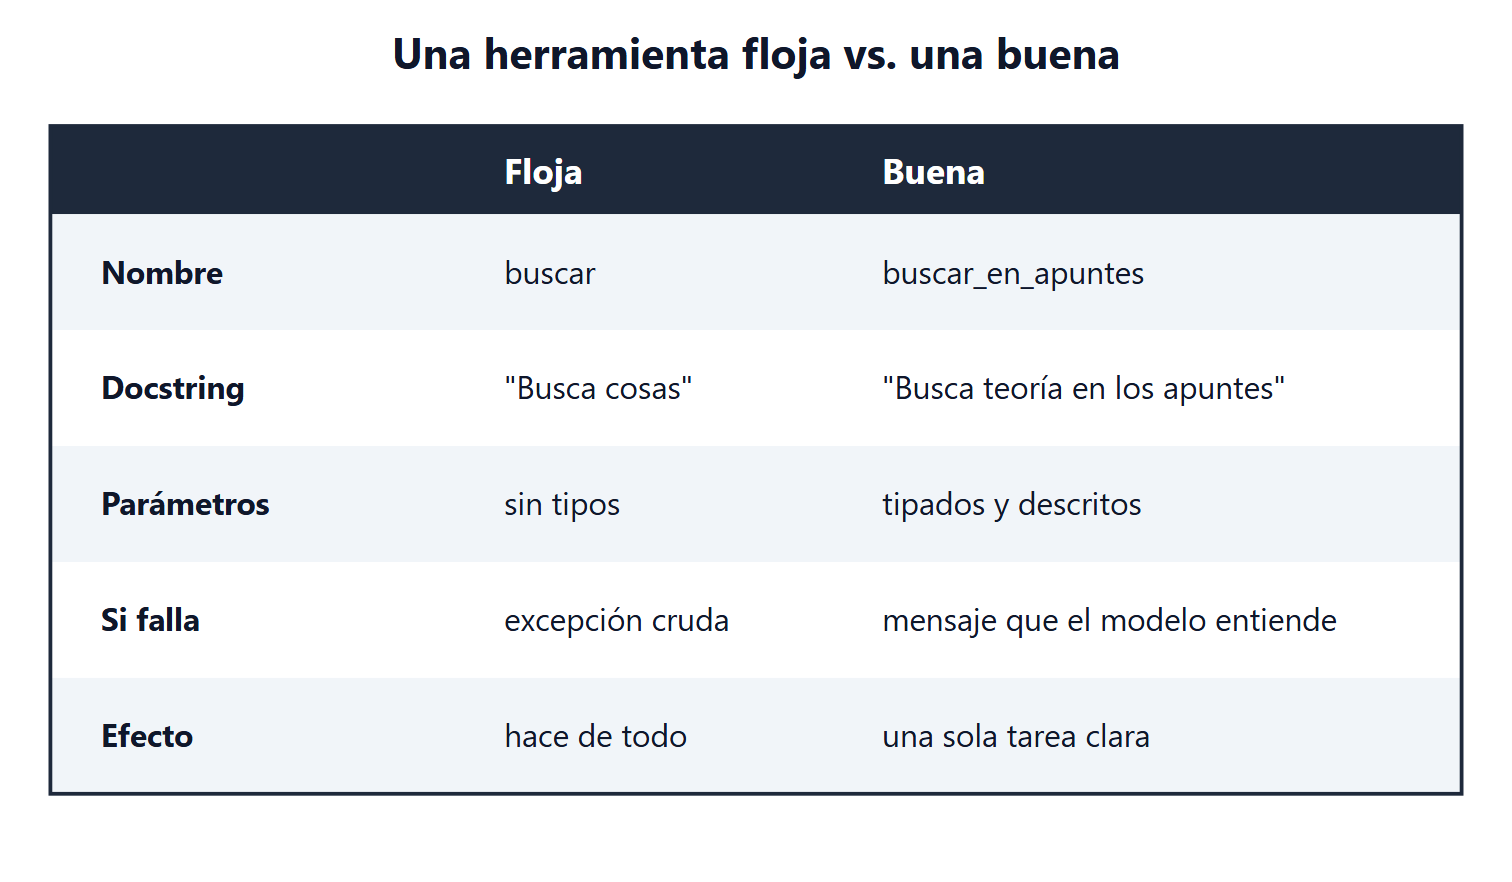 Una herramienta floja vs. una buena
Floja Buena
Nombre buscar buscar_en_apuntes
Docstring "Busca cosas" "Busca teoría en los apuntes"
Parámetros sin tipos tipados y descritos
Si falla excepción cruda mensaje que el modelo entiende
Efecto hace de todo una sola tarea clara